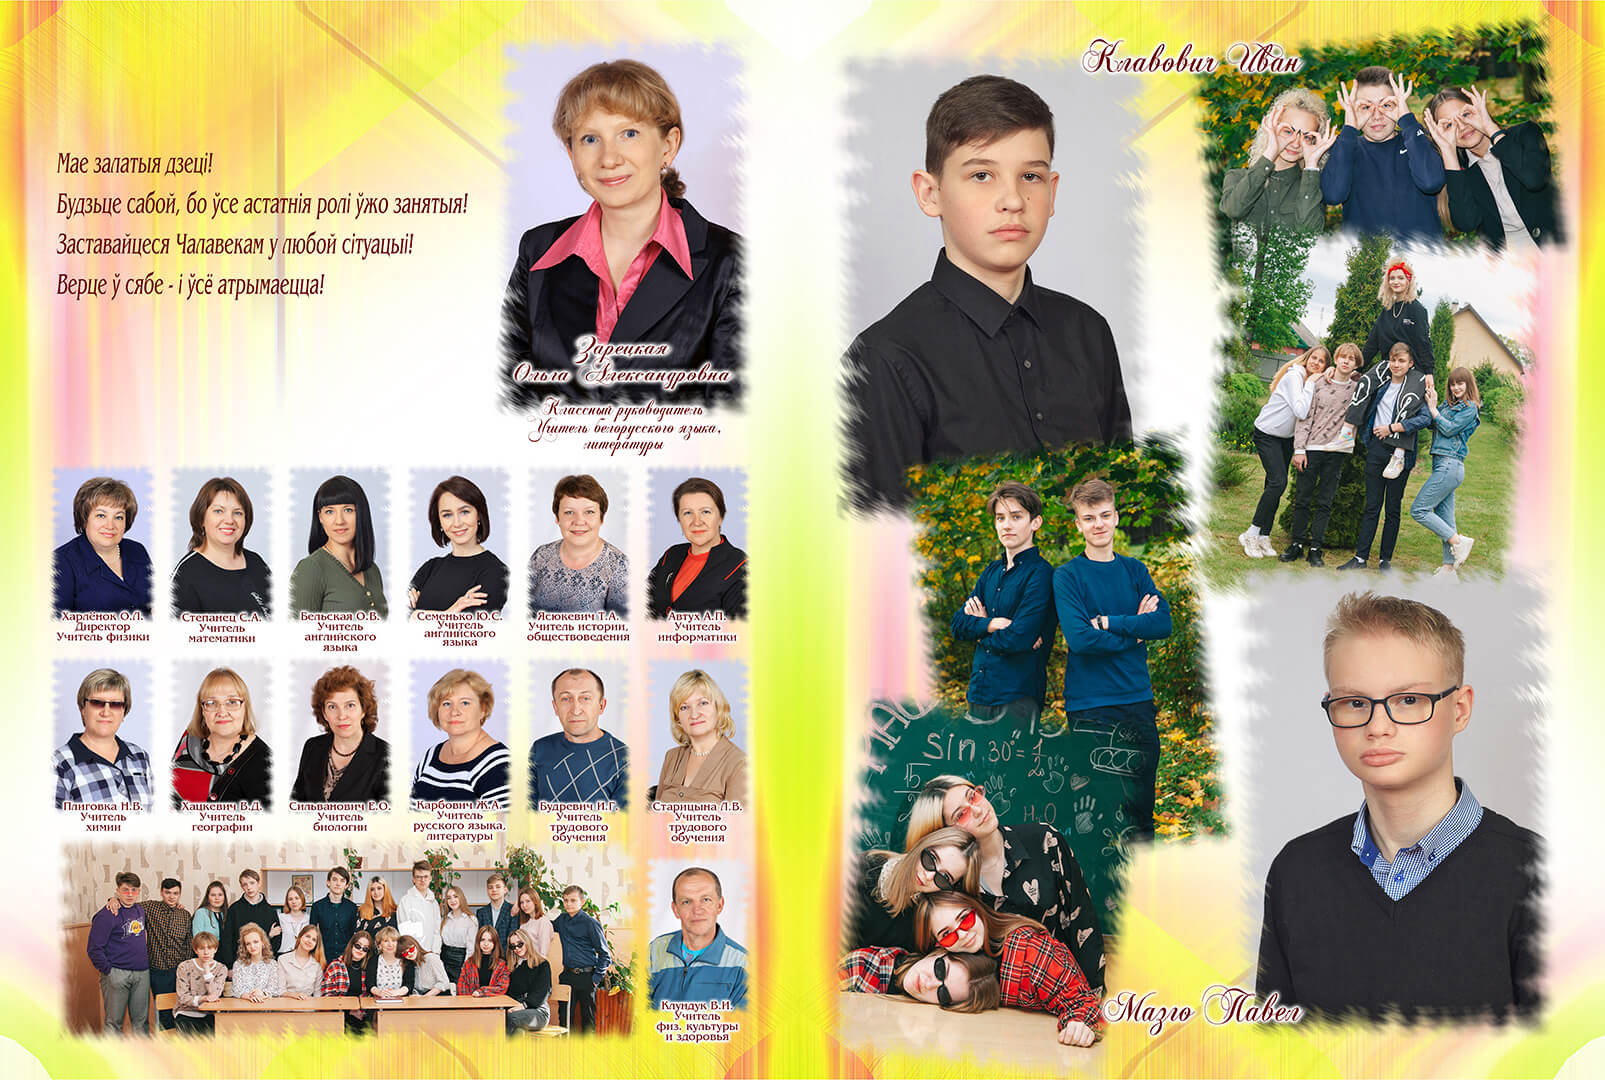 Мае залатыя дзеці!
Будзьце сабой, бо ўсе астатнія ролі ўжо занятыя!
Заставайцеся Чалавекам у любой сітуацыі!
Верце ў сябе - і ўсё атрымаецца!
Зарецкая
Ольга Александровна
Классный руководитель
Учитель белорусского языка,
литературы
Харлёнок О.Л.
Директор
Учитель физики
Степанец С.А.
Учитель
математики
Бельская О.В.
Учитель
английского
языка
Семенько Ю.С.
Учитель
английского
языка
Ясюкевич Т.А.
Учитель истории,
обществоведения
Автух А.П.
Учитель
информатики
Плиговка Н.В.
Учитель
химии
Хацкевич В.Д.
Учитель
географии
Сильванович Е.О.
Учитель
биологии
Карбович Ж.А.
Учитель
русского языка,
литературы
Будревич И.Г.
Учитель
трудового
обучения
Старицына Л.В.
Учитель
трудового
обучения
Клундук В.И.
Учитель
физ. культуры
и здоровья
Клавович Иван
Sin 30°= 1/2
15
H₂O
Мазго Павел